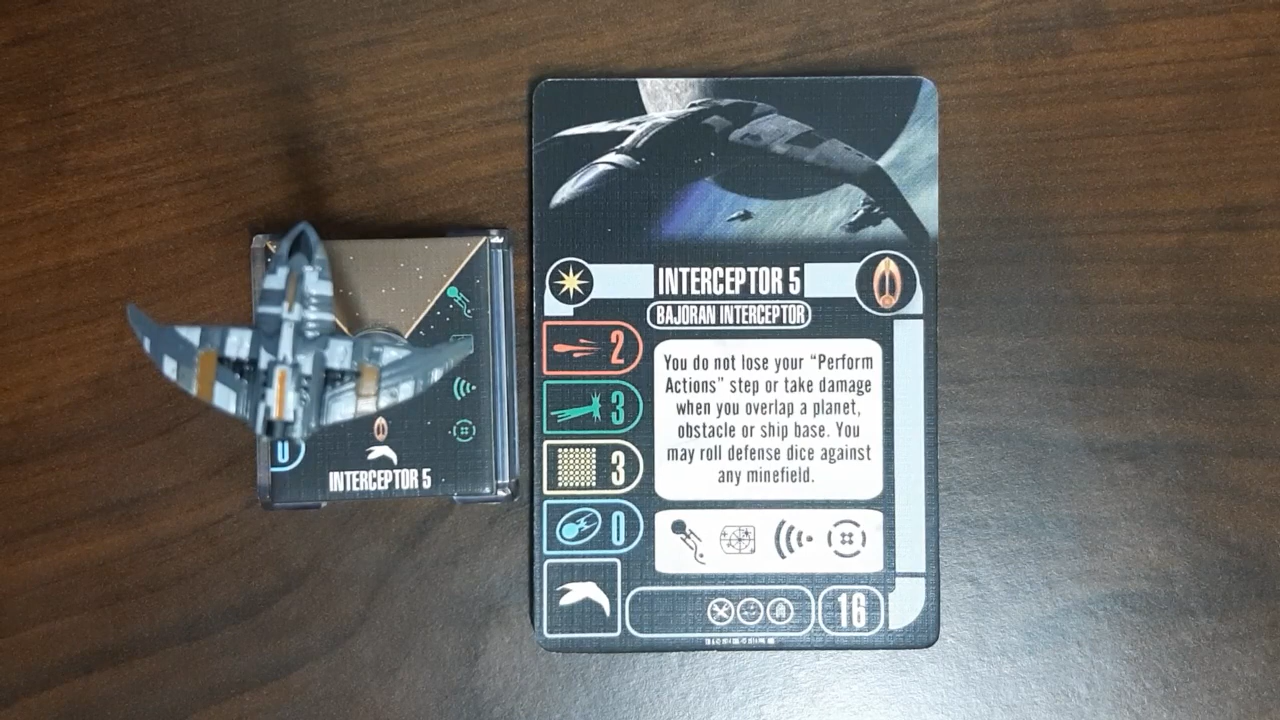 INTERCEPTOR 5
BAJORAN INTERCEPTOR
2
3
3
0
You do not lose your “Perform
Actions” step or take damage
when you overlap a planet,
obstacle or ship base. You
may roll defense dice against
any minefield.
16
0
INTERCEPTOR 5